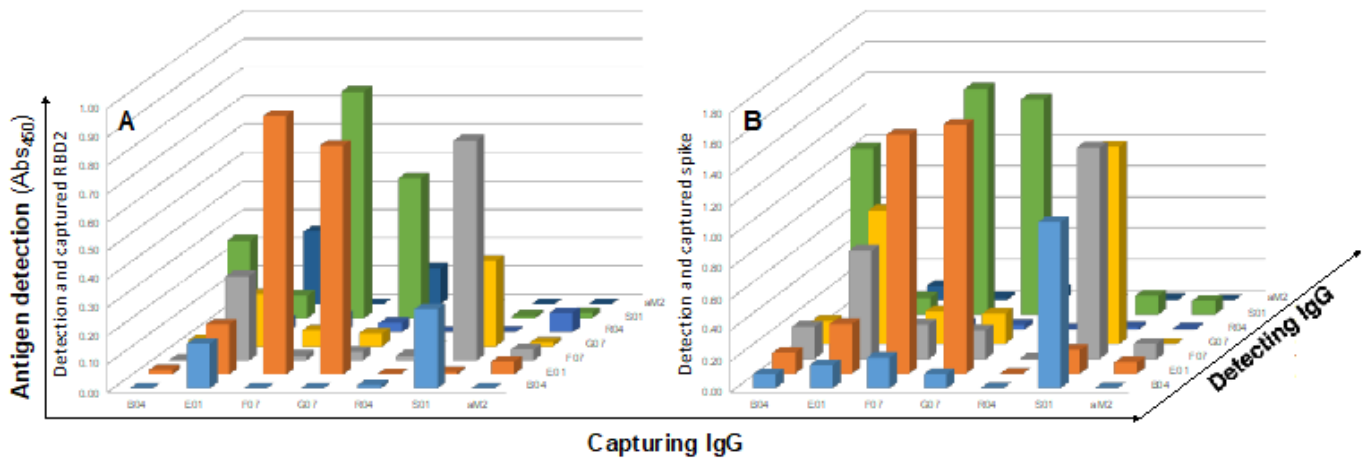 A
B
Antigen detection (Abs450)
Detection and captured RBD2
1.00
0.90
0.80
0.70
0.60
0.50
0.40
0.30
0.20
0.10
0.00
B04 E01 F07 G07 R04 S01 aM2
aM2
S01
R04
G07
F07
E01
B04
Detection and captured spike
1.80
1.60
1.40
1.20
1.00
0.80
0.60
0.40
0.20
0.00
B04 E01 F07 G07 R04 S01 aM2
aM2
S01
R04
G07
F07
E01
B04
Detecting IgG
Capturing IgG